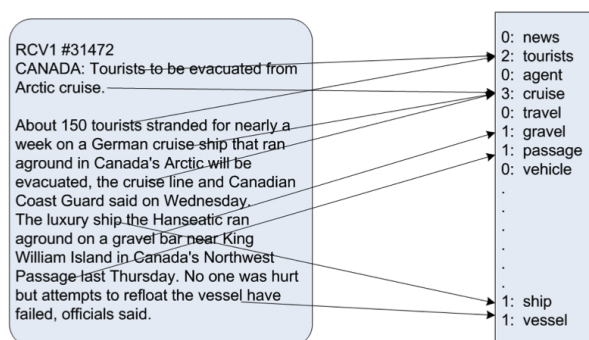 RCV1 #31472
CANADA: Tourists to be evacuated from
Arctic cruise.
About 150 tourists stranded for nearly a
week on a German cruise ship that ran
aground in Canada's Arctic will be
evacuated, the cruise line and Canadian
Coast Guard said on Wednesday.
The luxury ship the Hanseatic ran
aground on a gravel bar near King
William Island in Canada's Northwest
Passage last Thursday. No one was hurt
but attempts to refloat the vessel have
failed, officials said.
0: news
2: tourists
0: agent
3: cruise
0: travel
1: gravel
1: passage
0: vehicle
.
.
.
.
.
.
1: ship
1: vessel